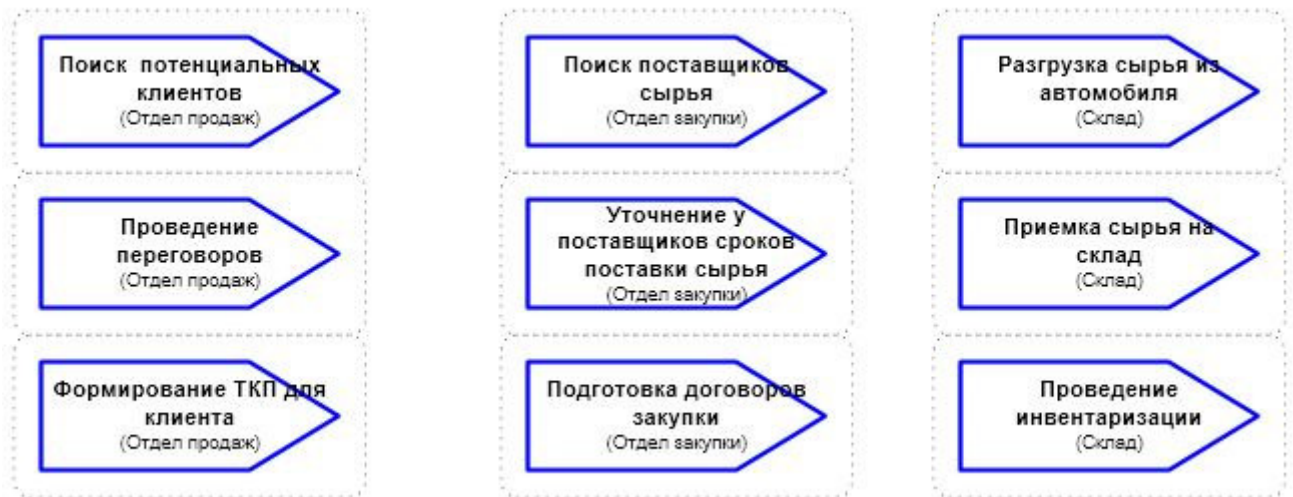 Поиск потенциальных
клиентов
(Отдел продаж)
Поиск поставщиков
сырья
(Отдел закупки)
Разгрузка сырья из
автомобиля
(Склад)
Проведение
переговоров
(Отдел продаж)
Уточнение у
поставщиков сроков
поставки сырья
(Отдел закупки)
Приемка сырья на
склад
(Склад)
Формирование ТКП для
клиента
(Отдел продаж)
Подготовка договоров
закупки
(Отдел закупки)
Проведение
инвентаризации
(Склад)